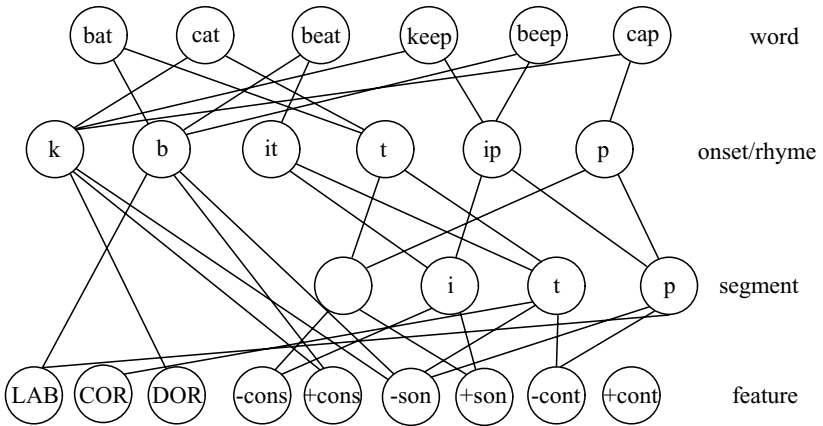 bat cat beat keep beep cap word
k b it t ip p onset/rhyme
i t p segment
LAB COR DOR -cons +cons -son +son -cont +cont feature